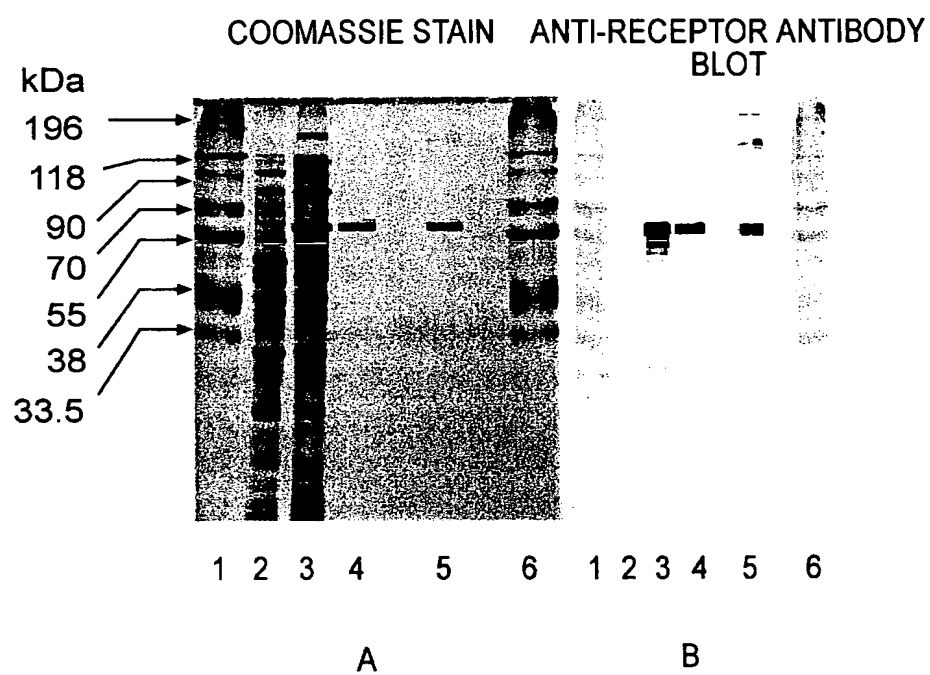 COOMASSIE STAIN
ANTI-RECEPTOR ANTIBODY
BLOT
kDa
196
118
90
70
55
38
33.5
1 2 3 4 5 6
1 2 3 4 5 6
A
B